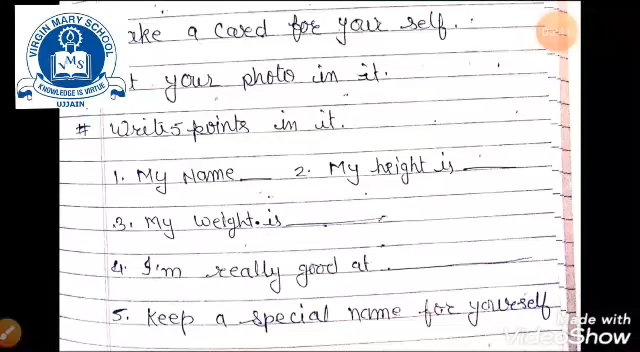 VIRGIN MARY SCHOOL
VMS
KNOWLEDGE IS VIRTUE
UJJAIN
a card for your self.
your photo in it.
# Write 5 points in it.
1. My Name 2. My height is
3. My weight is
4. I'm really good at
5. Keep a special name for yourself
Made with
VideoShow